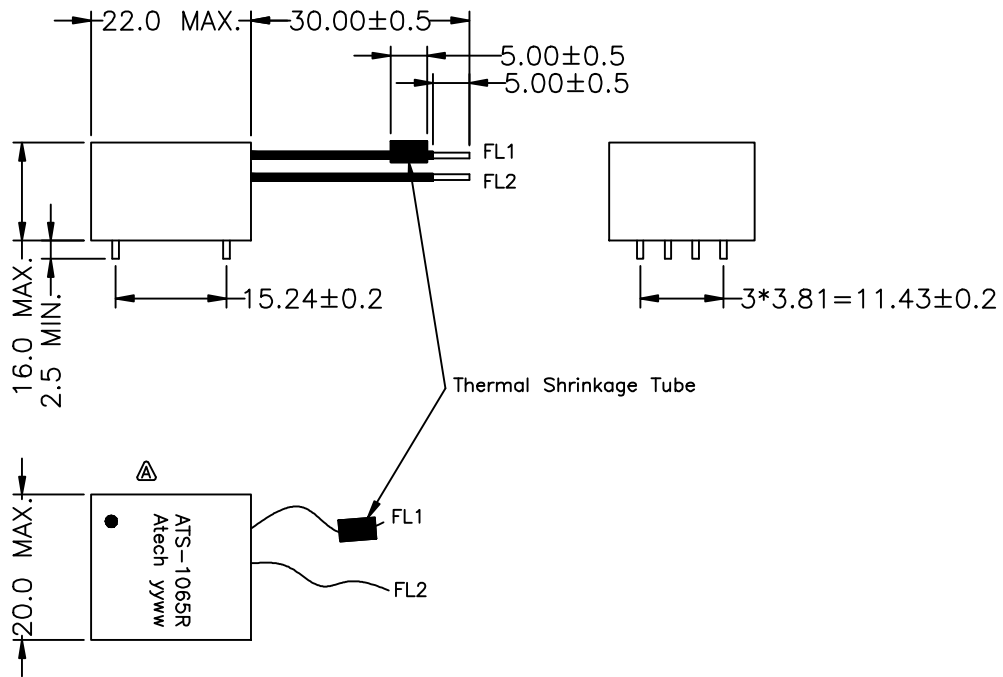 22.0 MAX.
30.00±0.5
5.00±0.5
5.00±0.5
FL1
FL2
16.0 MAX.
2.5 MIN.
15.24±0.2
3*3.81=11.43±0.2
Thermal Shrinkage Tube
A
20.0 MAX.
ATS-1065R
Atech yyww
FL1
FL2